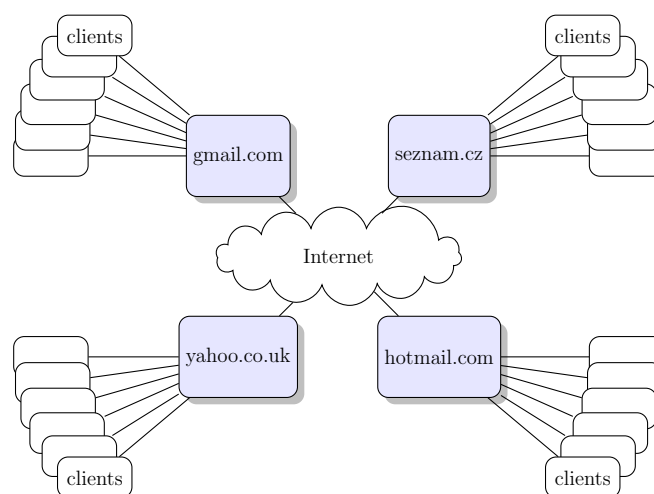 clients
clients
gmail.com
seznam.cz
Internet
yahoo.co.uk
hotmail.com
clients
clients